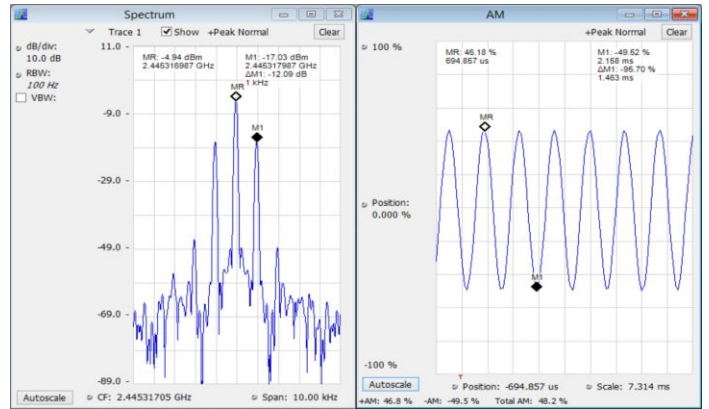 Spectrum
Trace 1 Show +Peak Normal Clear
dB/div:
10.0 dB
RBW:
100 Hz
VBW:
11.0
-9.0
-29.0
-49.0
-69.0
-89.0
MR: -4.94 dBm
2.445316987 GHz
M1: -17.03 dBm
2.445317987 GHz
ΔM1: -12.09 dB
1 kHz
MR
M1
Autoscale CF: 2.44531705 GHz Span: 10.00 kHz
AM
+Peak Normal Clear
100 %
MR: 46.18 %
694.857 us
M1: -49.52 %
2.158 ms
ΔM1: -96.70 %
1.463 ms
MR
Position:
0.000 %
M1
-100 %
T
Autoscale Position: -694.857 us Scale: 7.314 ms
+AM: 46.8 % -AM: -49.5 % Total AM: 48.2 %